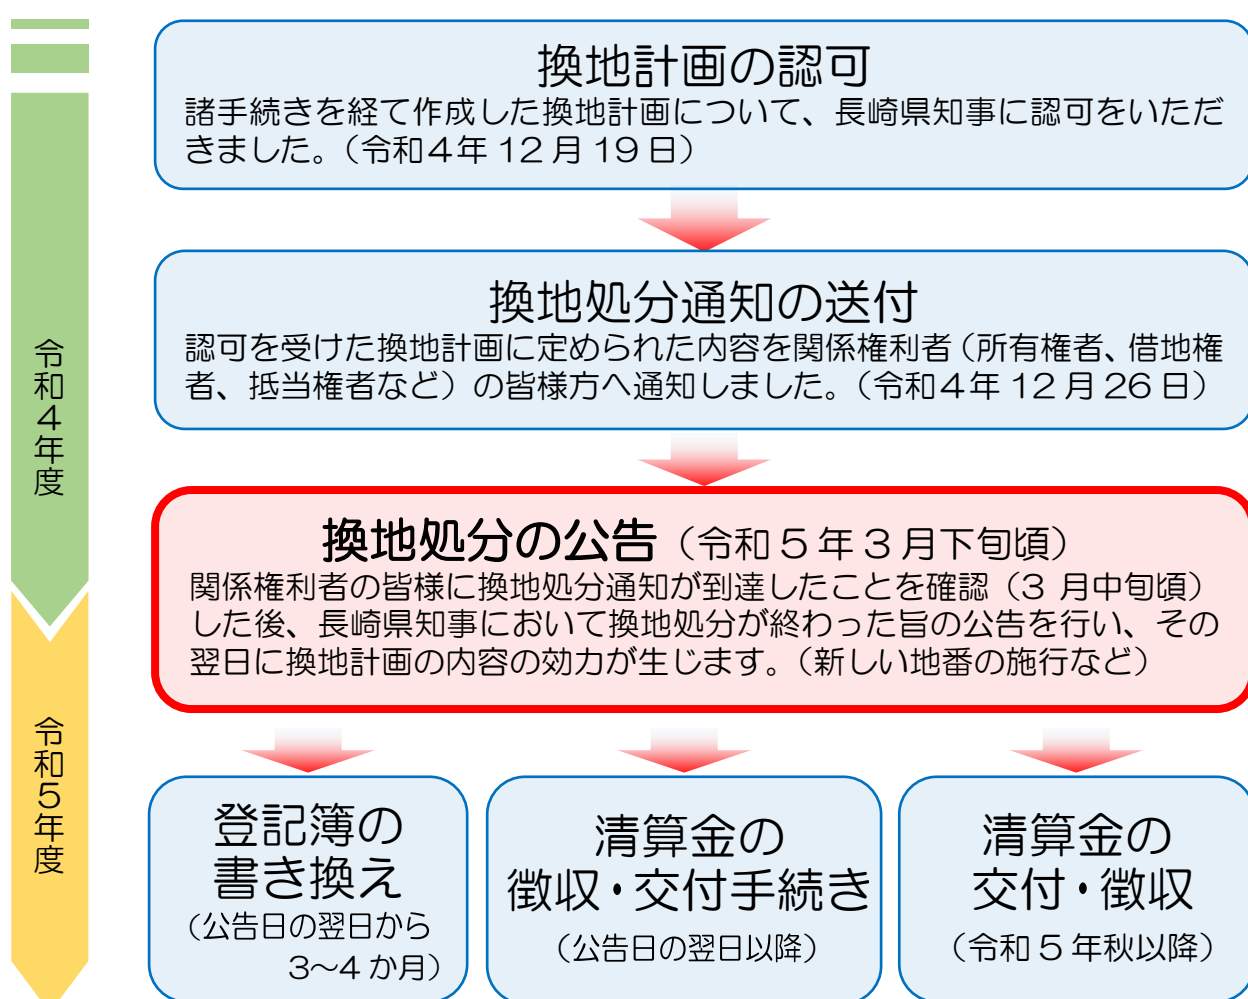 令和４年度
令和５年度
換地計画の認可
諸手続きを経て作成した換地計画について、長崎県知事に認可をいただ
きました。（令和４年 12 月 19 日）
換地処分通知の送付
認可を受けた換地計画に定められた内容を関係権利者（所有権者、借地権
者、抵当権者など）の皆様方へ通知しました。（令和４年 12 月 26 日）
換地処分の公告（令和５年３月下旬頃）
関係権利者の皆様に換地処分通知が到達したことを確認（3 月中旬頃）
した後、長崎県知事において換地処分が終わった旨の公告を行い、その
翌日に換地計画の内容の効力が生じます。（新しい地番の施行など）
登記簿の
書き換え
（公告日の翌日から
3～4 か月）
清算金の
徴収・交付手続き
（公告日の翌日以降）
清算金の
交付・徴収
（令和５年秋以降）